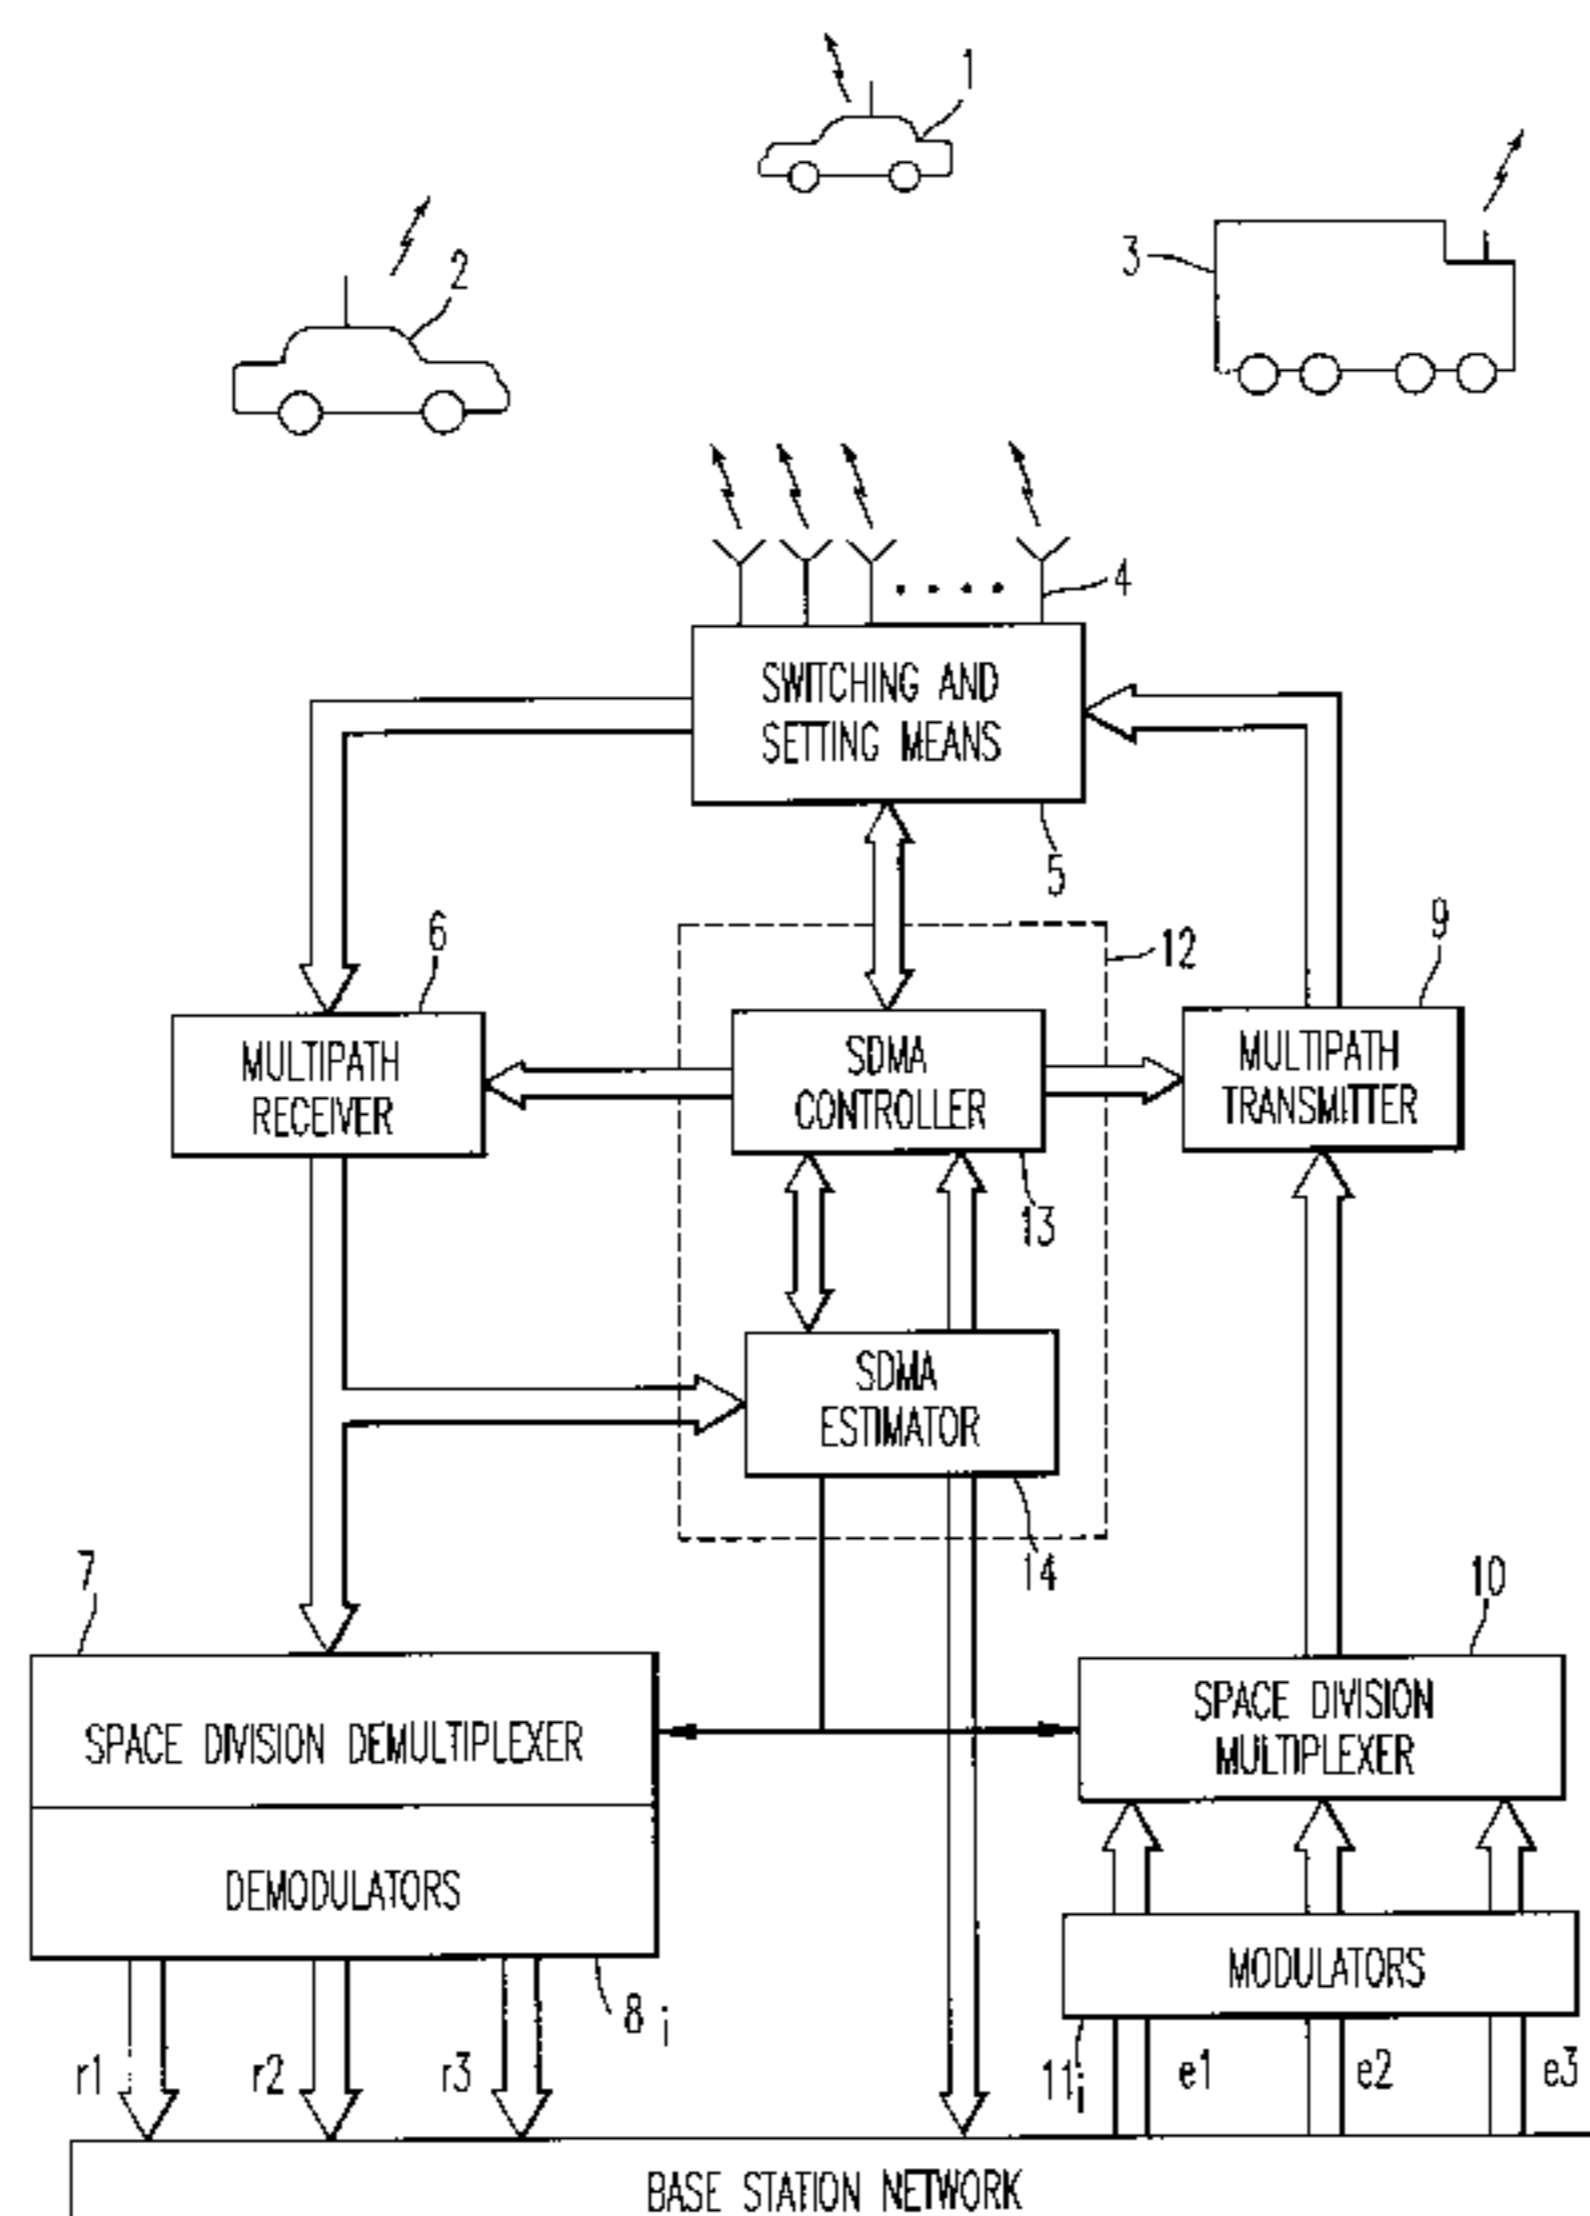 1
2
3
4
SWITCHING AND
SETTING MEANS
5
6
12
9
MULTIPATH
RECEIVER
SDMA
CONTROLLER
MULTIPATH
TRANSMITTER
13
SDMA
ESTIMATOR
14
7
10
SPACE DIVISION DEMULTIPLEXER
SPACE DIVISION
MULTIPLEXER
DEMODULATORS
MODULATORS
8 i
r1
r2
r3
11i
e1
e2
e3
BASE STATION NETWORK